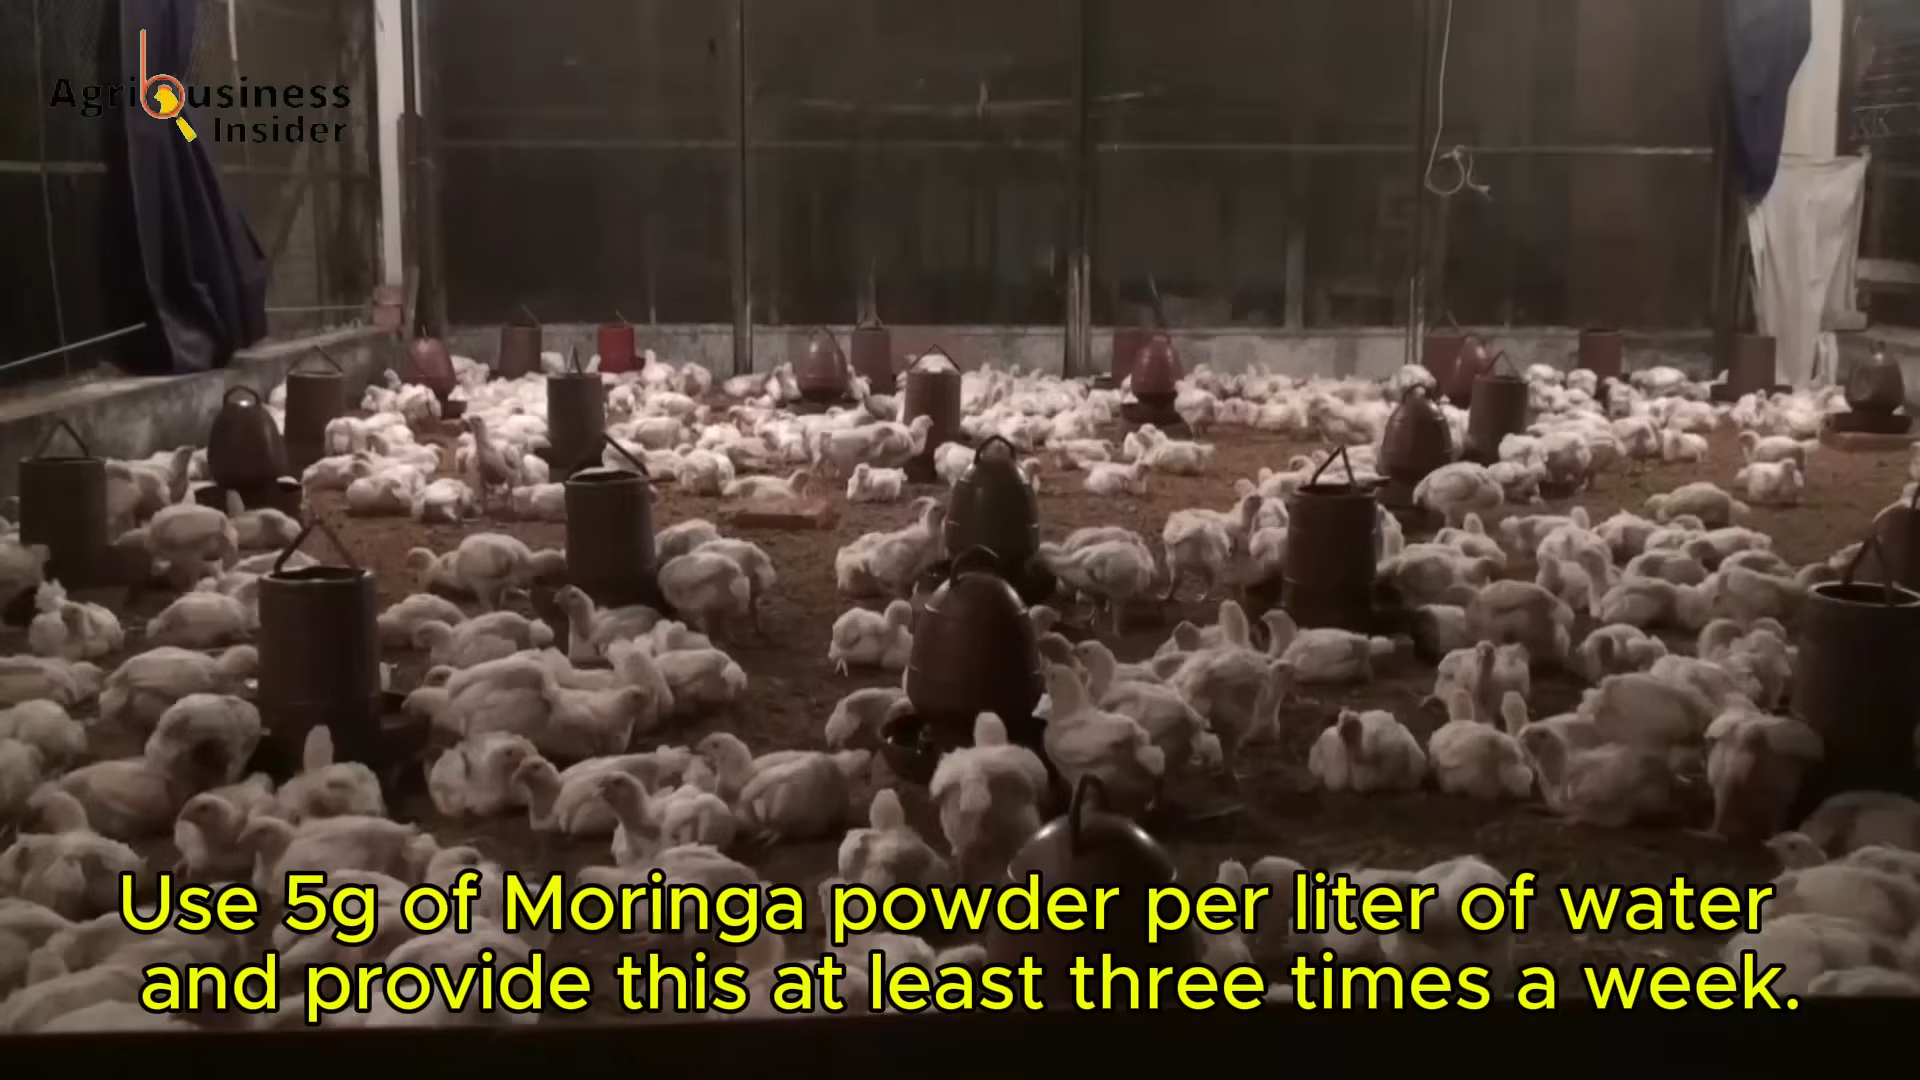 Agribusiness
Insider
Use 5g of Moringa powder per liter of water
and provide this at least three times a week.